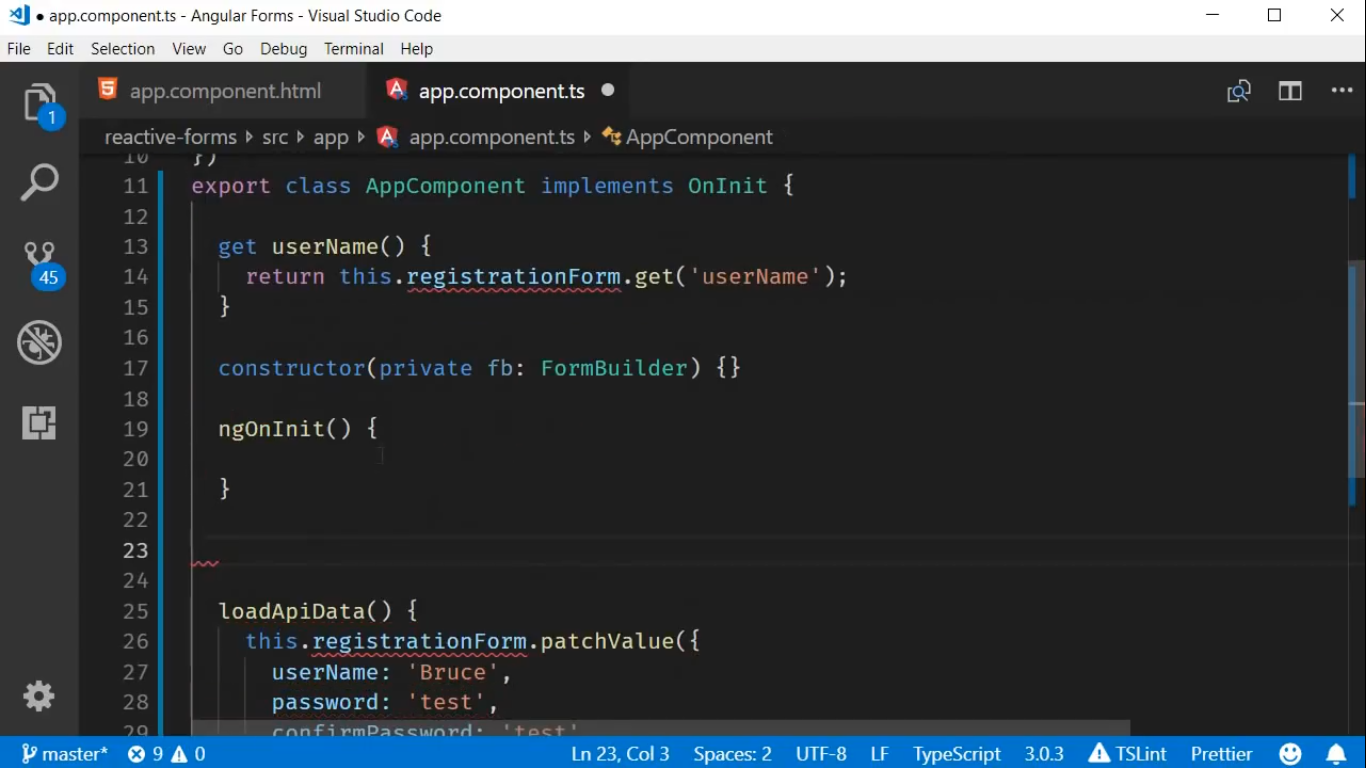 app.component.ts - Angular Forms - Visual Studio Code
File Edit Selection View Go Debug Terminal Help
app.component.html app.component.ts
reactive-forms src app app.component.ts AppComponent
1
45
10 })
11 export class AppComponent implements OnInit {
12
13 get userName() {
14 return this.registrationForm.get('userName');
15 }
16
17 constructor(private fb: FormBuilder) {}
18
19 ngOnInit() {
20
21 }
22
23
24
25 loadApiData() {
26 this.registrationForm.patchValue({
27 userName: 'Bruce',
28 password: 'test',
29 confirmPassword: 'test'
master* 9 0 Ln 23, Col 3 Spaces: 2 UTF-8 LF TypeScript 3.0.3 TSLint Prettier